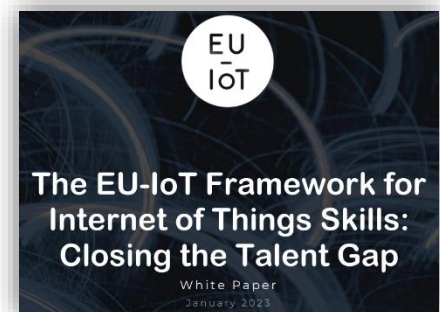 EU
-
IoT
The EU-IoT Framework for
Internet of Things Skills:
Closing the Talent Gap
White Paper
January 2023